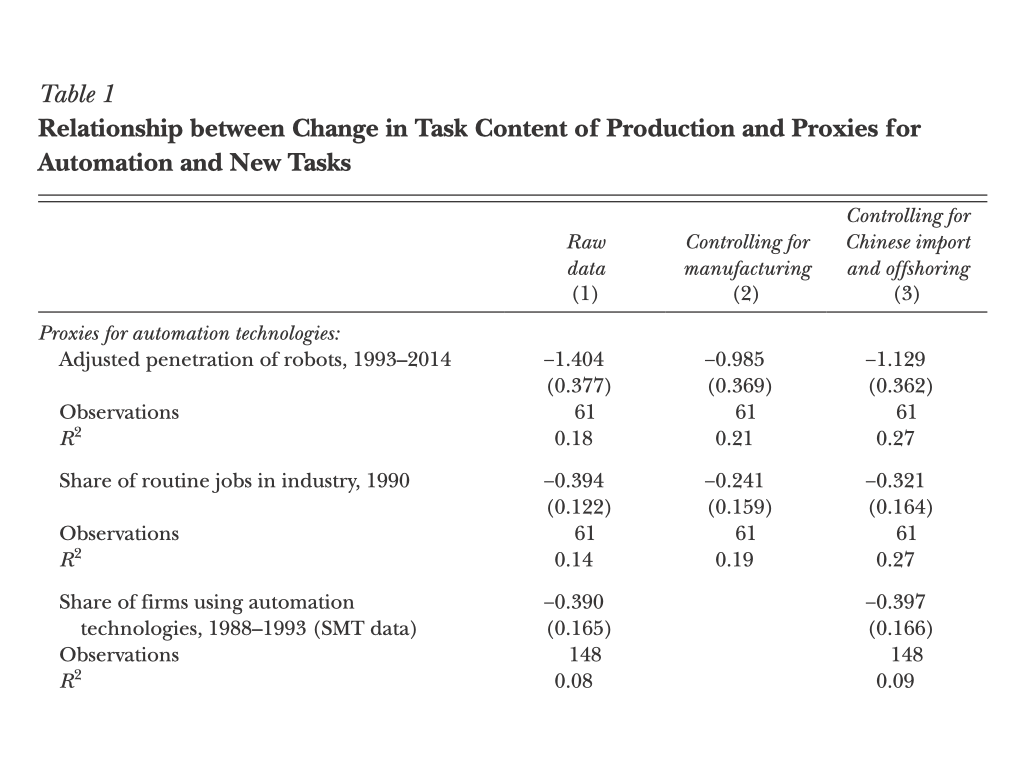 Table 1
Relationship between Change in Task Content of Production and Proxies for
Automation and New Tasks
Raw data (1) Controlling for manufacturing (2) Controlling for Chinese import and offshoring (3)
Proxies for automation technologies:
Adjusted penetration of robots, 1993–2014 –1.404 –0.985 –1.129
(0.377) (0.369) (0.362)
Observations 61 61 61
R² 0.18 0.21 0.27
Share of routine jobs in industry, 1990 –0.394 –0.241 –0.321
(0.122) (0.159) (0.164)
Observations 61 61 61
R² 0.14 0.19 0.27
Share of firms using automation –0.390 –0.397
technologies, 1988–1993 (SMT data) (0.165) (0.166)
Observations 148 148
R² 0.08 0.09